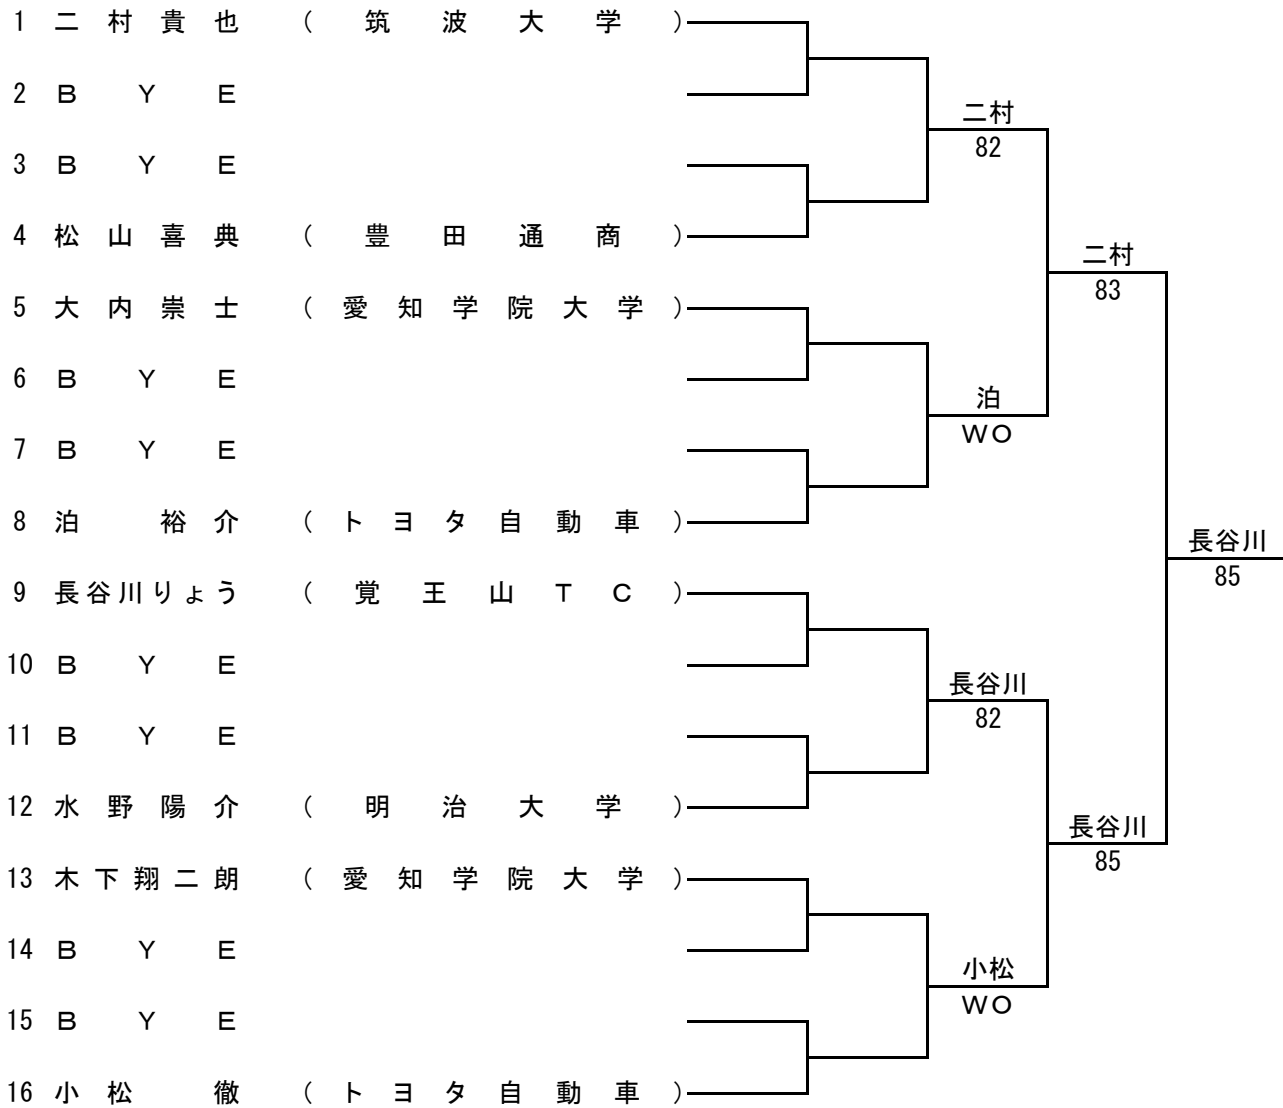 1 二村貴也 (筑波大学)
2 ＢＹＥ
二村
82
3 ＢＹＥ
4 松山喜典 (豊田通商)
二村
83
5 大内崇士 (愛知学院大学)
6 ＢＹＥ
泊
ＷＯ
7 ＢＹＥ
8 泊 裕介 (トヨタ自動車)
長谷川
85
9 長谷川りょう (覚王山ＴＣ)
10 ＢＹＥ
長谷川
82
11 ＢＹＥ
12 水野陽介 (明治大学)
長谷川
85
13 木下翔二朗 (愛知学院大学)
14 ＢＹＥ
小松
ＷＯ
15 ＢＹＥ
16 小松 徹 (トヨタ自動車)